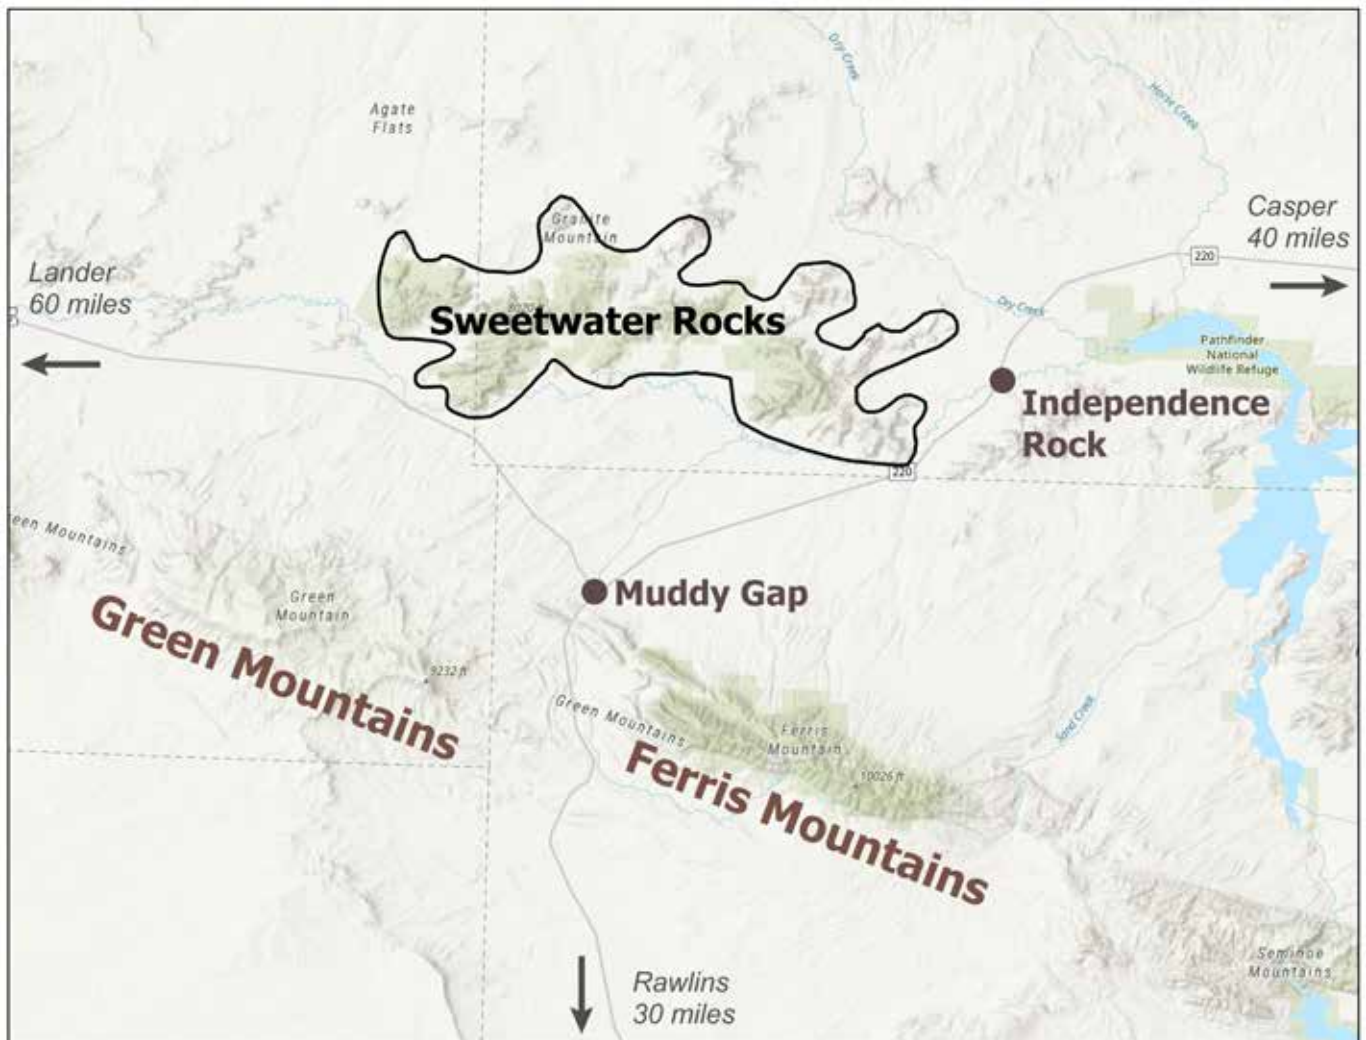 Dry Creek
Horse Creek
Agate
Flats
Casper
40 miles
Granite
Mountain
220
Lander
60 miles
Dry Creek
Sweetwater Rocks
Pathfinder
National
Wildlife Refuge
Independence
Rock
220
een Mountains
Green
Mountain
Muddy Gap
Green Mountains
9232 ft
Green Mountains
Ferris
Mountain
Sand Creek
10026 ft
Ferris Mountains
Seminoe
Mountains
Rawlins
30 miles